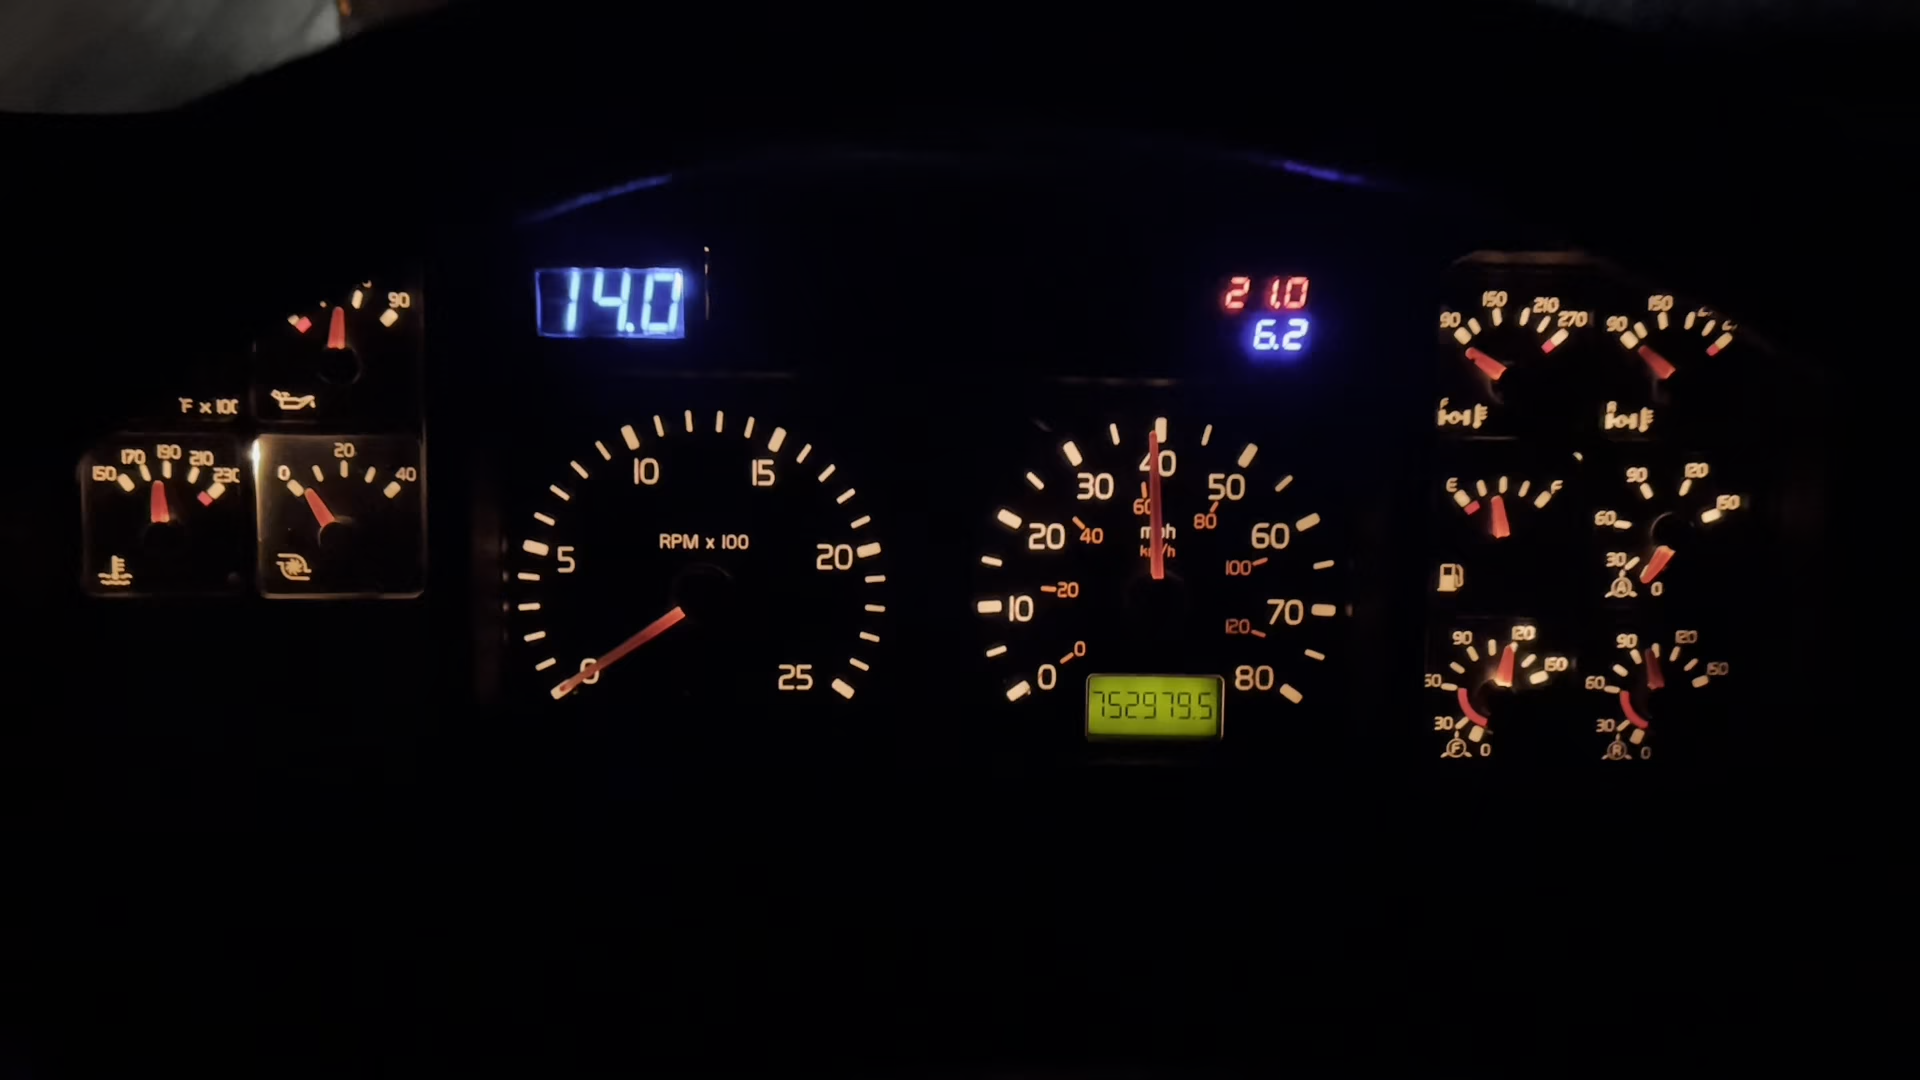 14.0
21.0
6.2
90
°F x 100
150 170 190 210 230
0 20 40
5 10 15 20 25
0
RPM x 100
0 10 20 30 40 50 60 70 80
0 20 40 60 80 100 120
mph
km/h
752979.5
90 150 210 270
F
90 150
R
E F
0 30 60 90 120
A
0 30 90 120 150
F
0 30 60 90 120 150
R